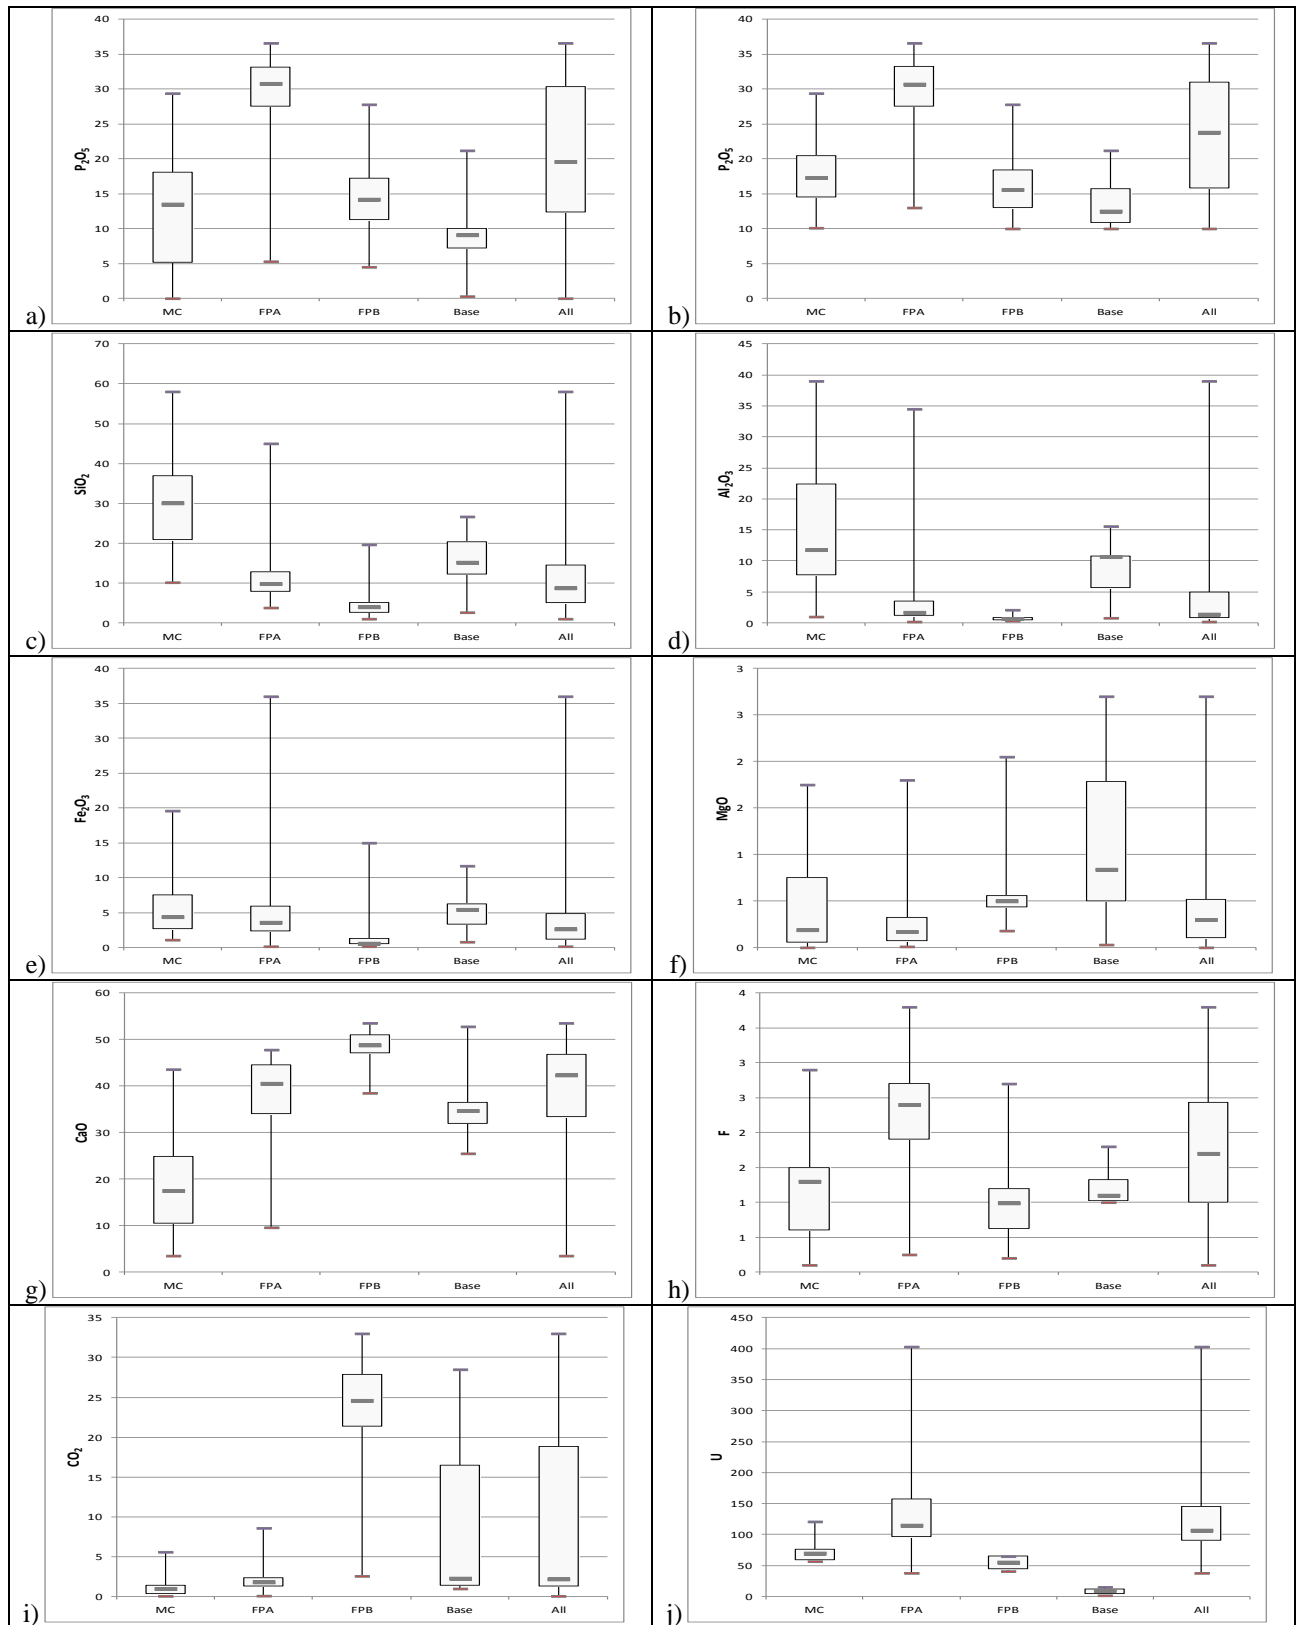 40
35
30
25
20
15
10
5
0
P₂O₅
MC FPA FPB Base All
a)
40
35
30
25
20
15
10
5
0
P₂O₅
MC FPA FPB Base All
b)
70
60
50
40
30
20
10
0
SiO₂
MC FPA FPB Base All
c)
45
40
35
30
25
20
15
10
5
0
Al₂O₃
MC FPA FPB Base All
d)
40
35
30
25
20
15
10
5
0
Fe₂O₃
MC FPA FPB Base All
e)
3
3
2
2
1
1
0
MgO
MC FPA FPB Base All
f)
60
50
40
30
20
10
0
CaO
MC FPA FPB Base All
g)
4
4
3
3
2
2
1
1
0
F
MC FPA FPB Base All
h)
35
30
25
20
15
10
5
0
CO₂
MC FPA FPB Base All
i)
450
400
350
300
250
200
150
100
50
0
U
MC FPA FPB Base All
j)